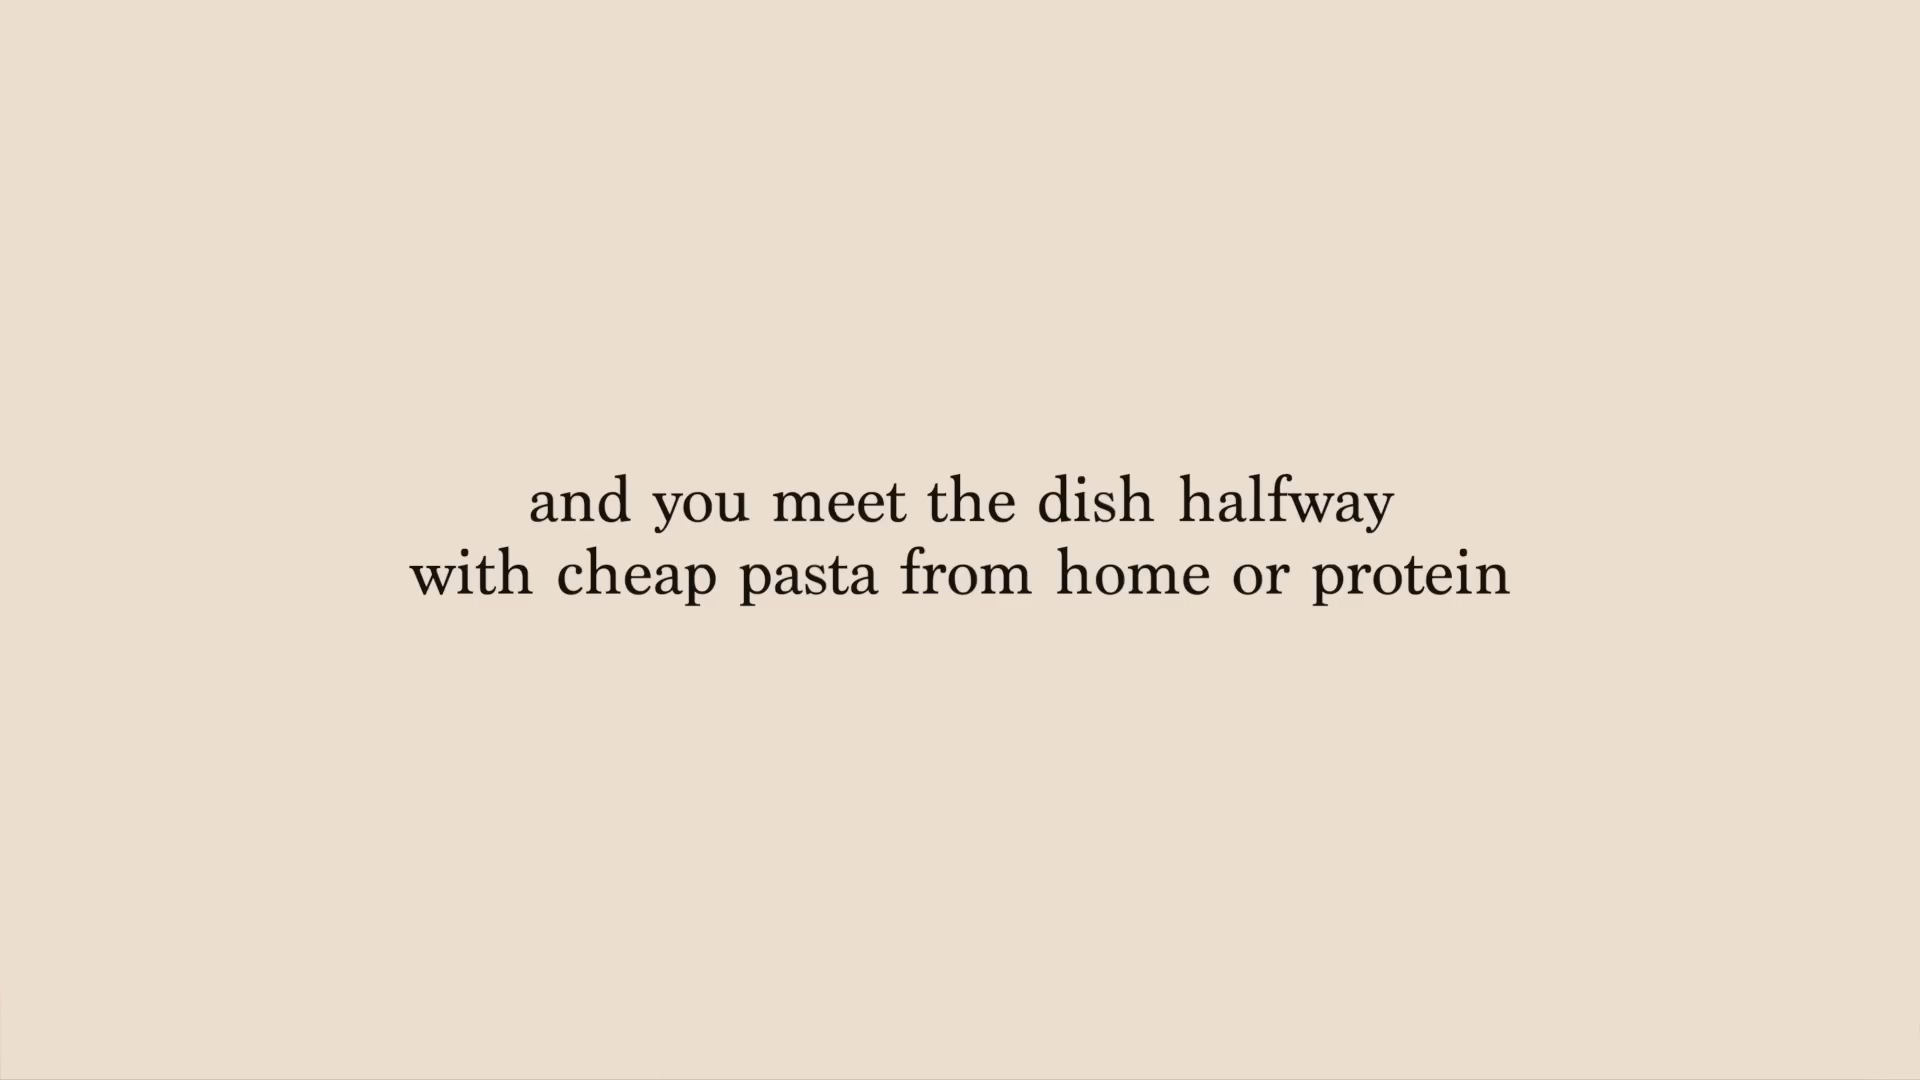 and you meet the dish halfway
with cheap pasta from home or protein